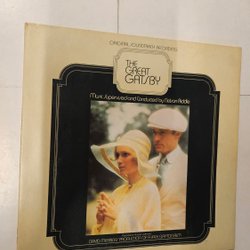 ORIGINAL SOUNDTRACK RECORDING
THE
GREAT
GATSBY
Music Supervised and Conducted by Nelson Riddle